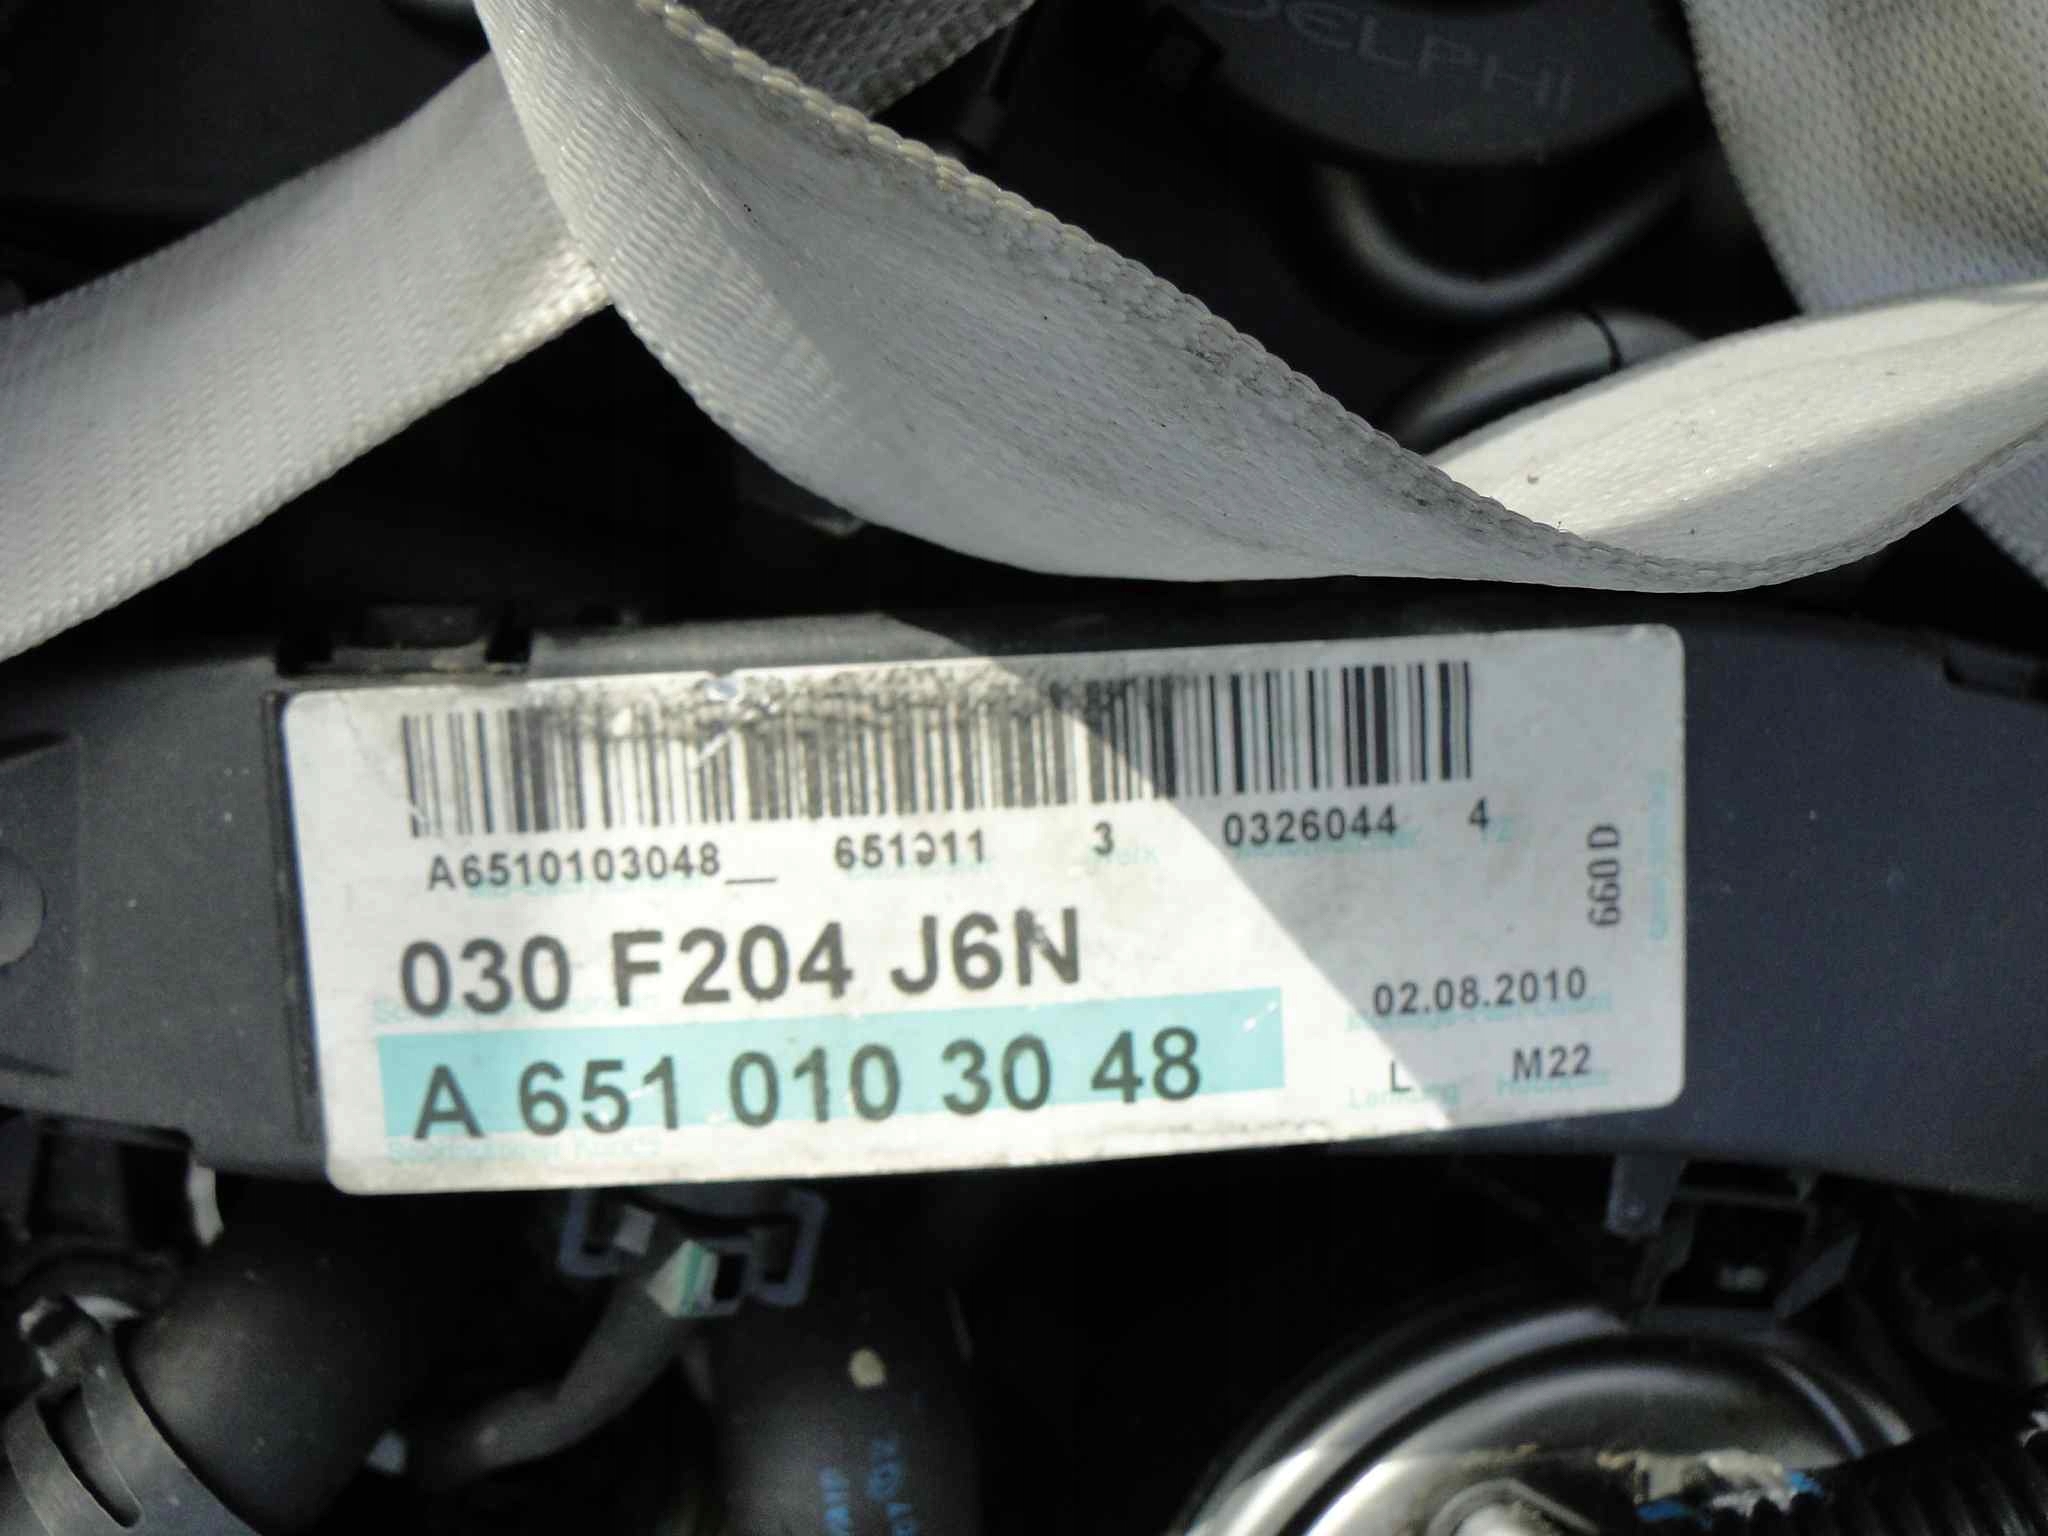 DELPHI
A6510103048__ 651911 3 0326044 4
030 F204 J6N
660D
02.08.2010
A 651 010 30 48
L M22